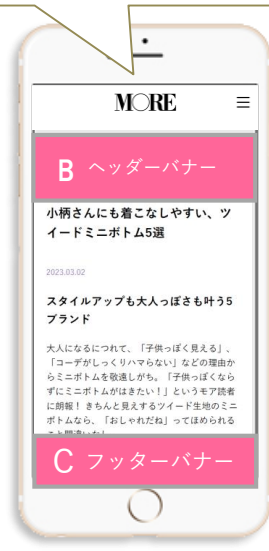 MORE
B ヘッダーバナー
小柄さんにも着こなしやすい、ツ
イードミニボトム5選
2023.03.02
スタイルアップも大人っぽさも叶う5
ブランド
大人になるにつれて、「子供っぽく見える」、
「コーデがしっくりハマらない」などの理由か
らミニボトムを敬遠しがち。「子供っぽくなら
ずにミニボトムがはきたい!」というモア読者
に朗報! きちんと見えするツイード生地のミニ
ボトムなら、「おしゃれだね」ってほめられる
C フッターバナー